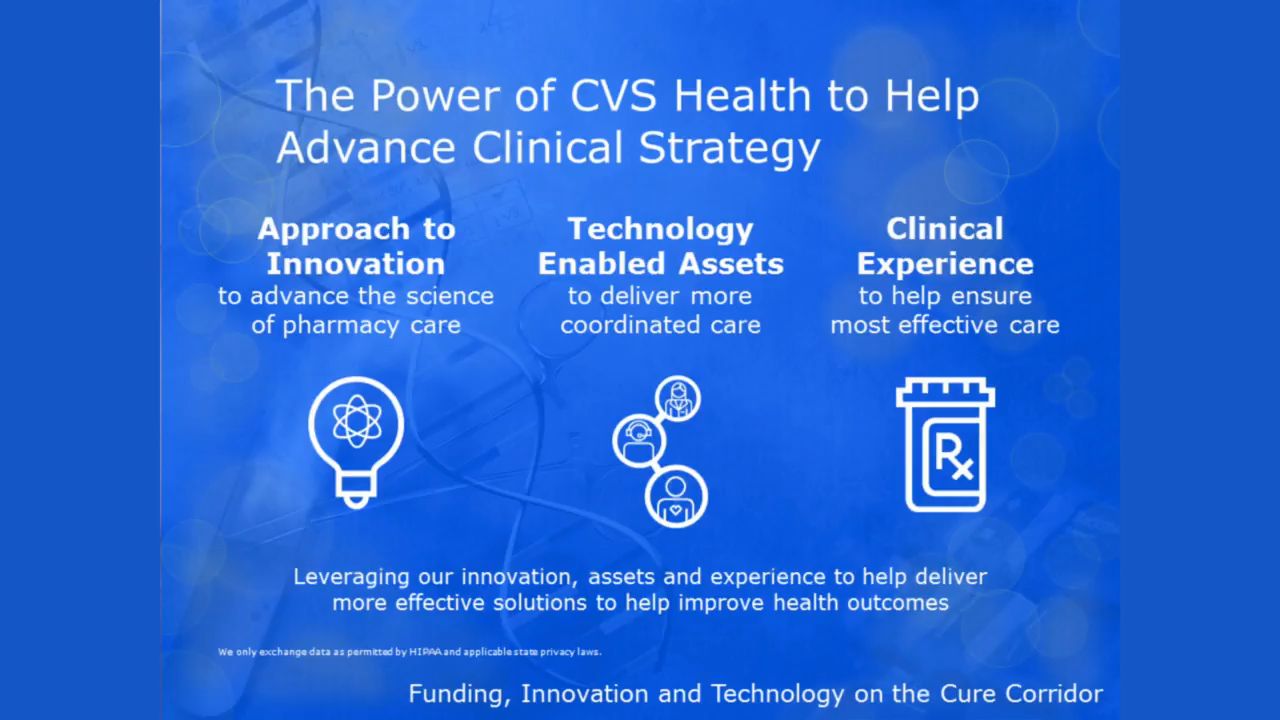 The Power of CVS Health to Help
Advance Clinical Strategy
Approach to
Innovation
to advance the science
of pharmacy care
Technology
Enabled Assets
to deliver more
coordinated care
Clinical
Experience
to help ensure
most effective care
Rx
Leveraging our innovation, assets and experience to help deliver
more effective solutions to help improve health outcomes
We only exchange data as permitted by HIPAA and applicable state privacy laws.
Funding, Innovation and Technology on the Cure Corridor